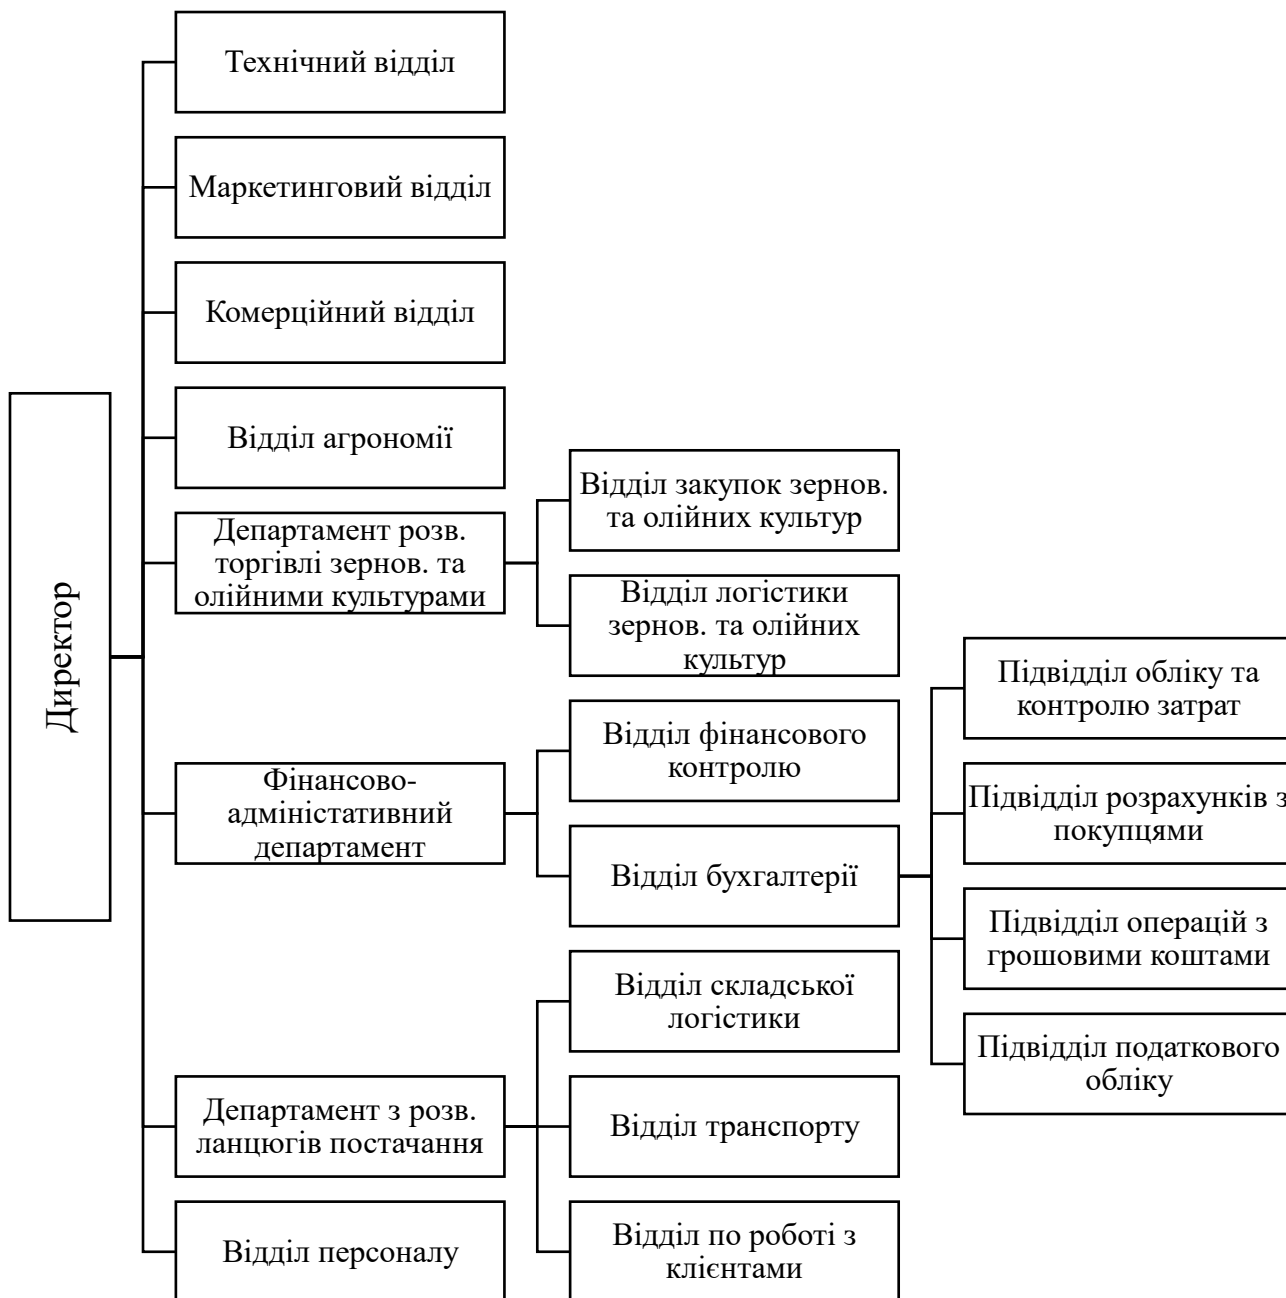 Директор
Технічний відділ
Маркетинговий відділ
Комерційний відділ
Відділ агрономії
Департамент розв.
торгівлі зернов. та
олійними культурами
Відділ закупок зернов.
та олійних культур
Відділ логістики
зернов. та олійних
культур
Фінансово-
адміністативний
департамент
Відділ фінансового
контролю
Відділ бухгалтерії
Підвідділ обліку та
контролю затрат
Підвідділ розрахунків з
покупцями
Підвідділ операцій з
грошовими коштами
Підвідділ податкового
обліку
Департамент з розв.
ланцюгів постачання
Відділ складської
логістики
Відділ транспорту
Відділ по роботі з
клієнтами
Відділ персоналу